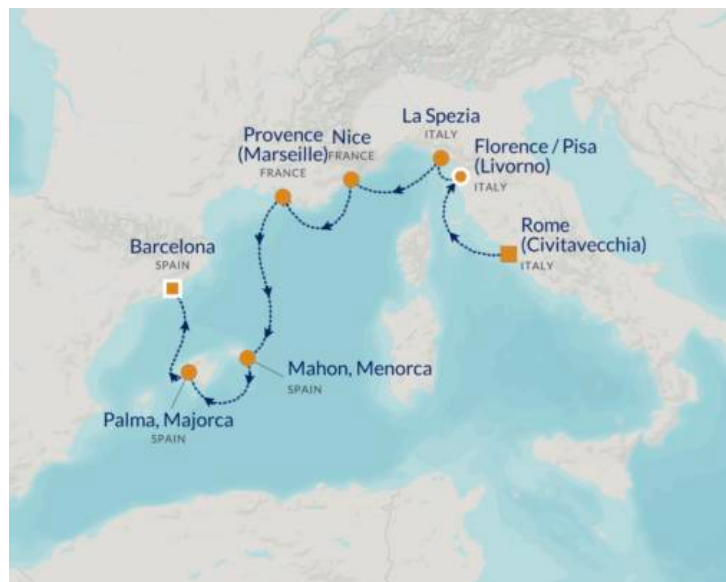 La Spezia
ITALY
Provence
(Marseille)
FRANCE
Nice
FRANCE
Florence / Pisa
(Livorno)
ITALY
Rome
(Civitavecchia)
ITALY
Barcelona
SPAIN
Mahon, Menorca
SPAIN
Palma, Majorca
SPAIN